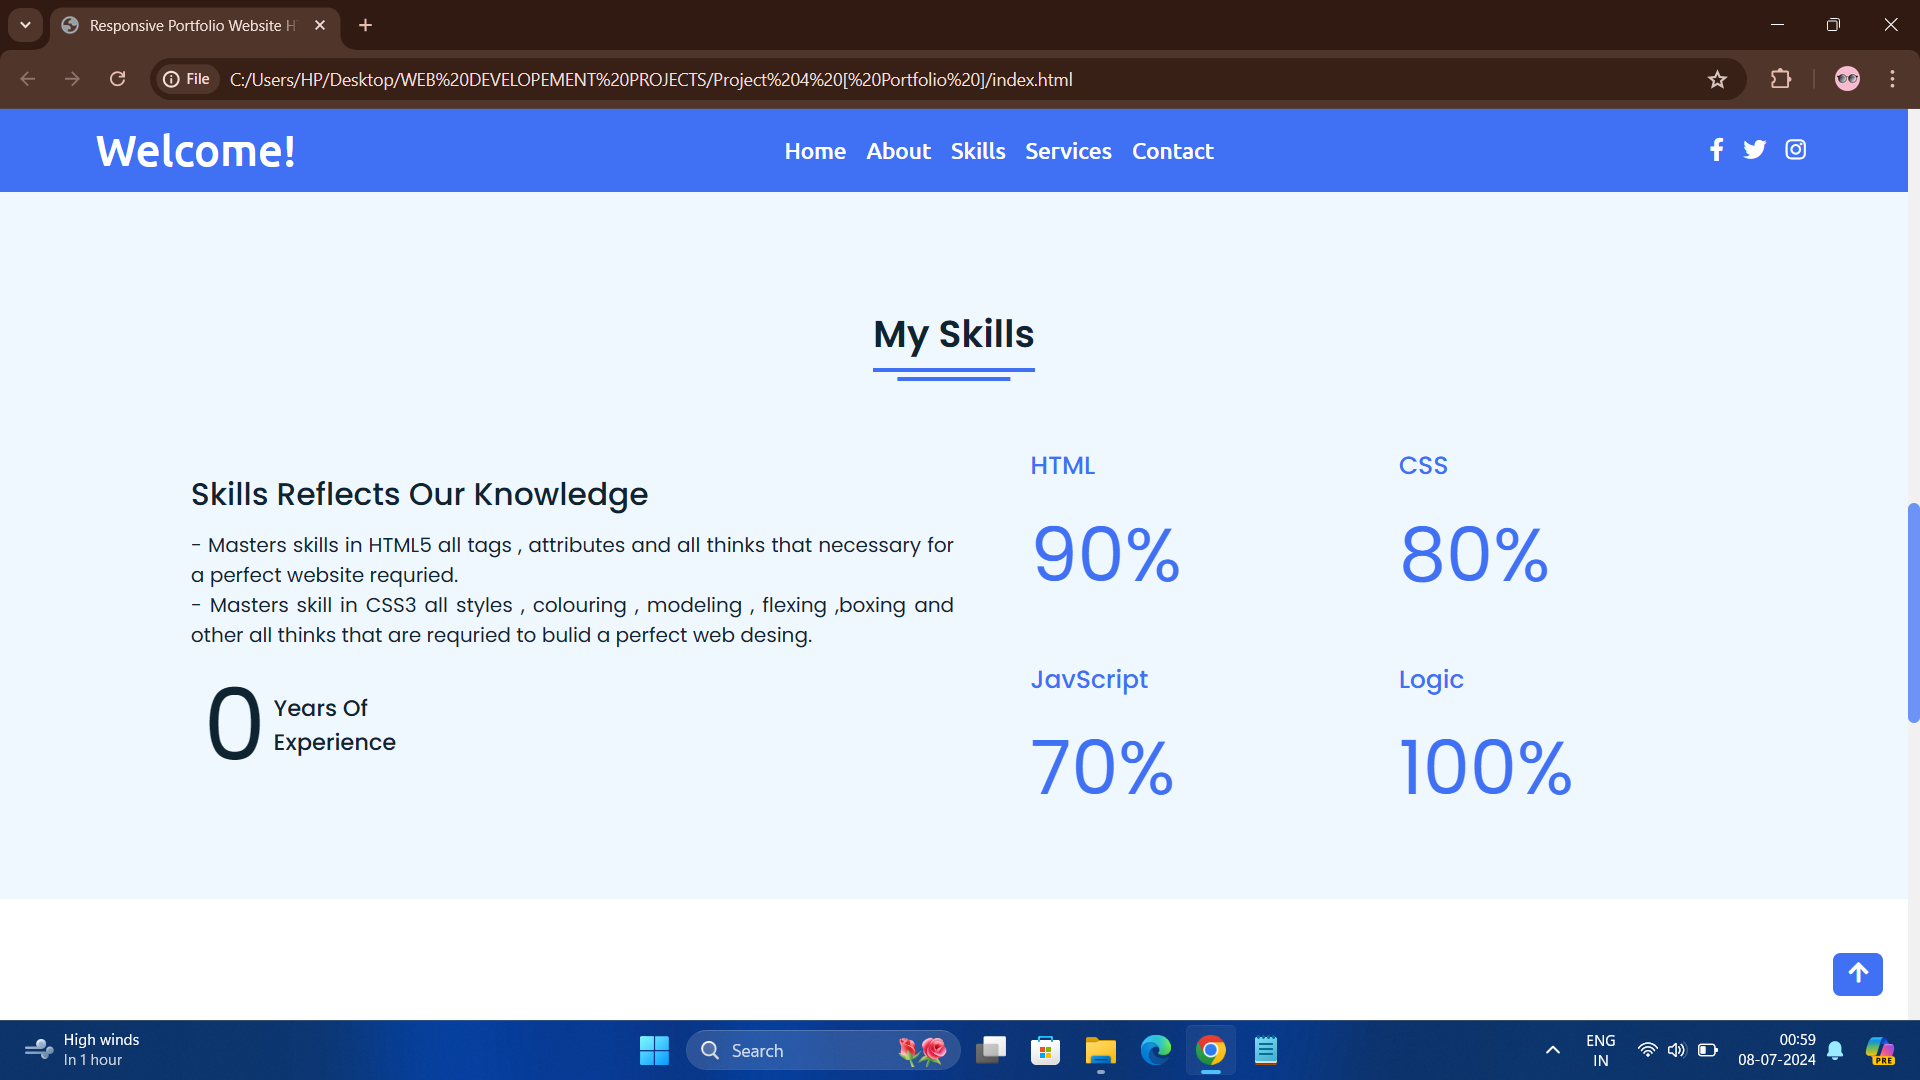 Responsive Portfolio Website H
File
C:/Users/HP/Desktop/WEB%20DEVELOPEMENT%20PROJECTS/Project%204%20[%20Portfolio%20]/index.html
Welcome!
Home About Skills Services Contact
My Skills
Skills Reflects Our Knowledge
- Masters skills in HTML5 all tags , attributes and all thinks that necessary for
a perfect website requried.
- Masters skill in CSS3 all styles , colouring , modeling , flexing ,boxing and
other all thinks that are requried to bulid a perfect web desing.
0
Years Of
Experience
HTML
90%
CSS
80%
JavScript
70%
Logic
100%
High winds
In 1 hour
Search
ENG
IN
00:59
08-07-2024
PRE